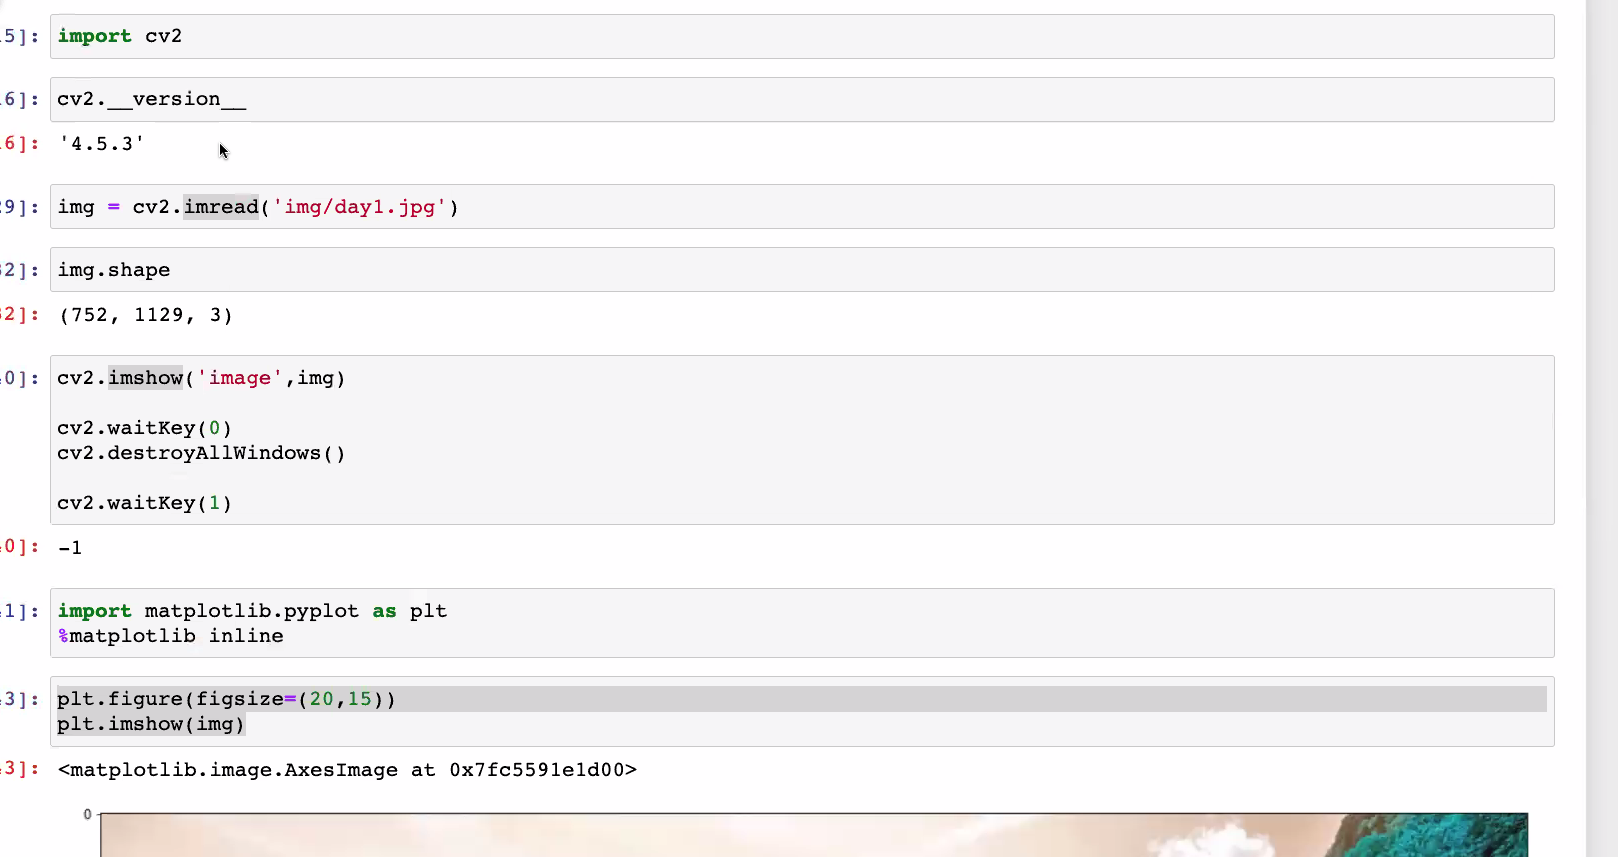 5]: import cv2
6]: cv2.__version__
6]: '4.5.3'
29]: img = cv2.imread('img/day1.jpg')
32]: img.shape
32]: (752, 1129, 3)
0]: cv2.imshow('image',img)
cv2.waitKey(0)
cv2.destroyAllWindows()
cv2.waitKey(1)
0]: -1
1]: import matplotlib.pyplot as plt
%matplotlib inline
3]: plt.figure(figsize=(20,15))
plt.imshow(img)
3]: <matplotlib.image.AxesImage at 0x7fc5591e1d00>
0